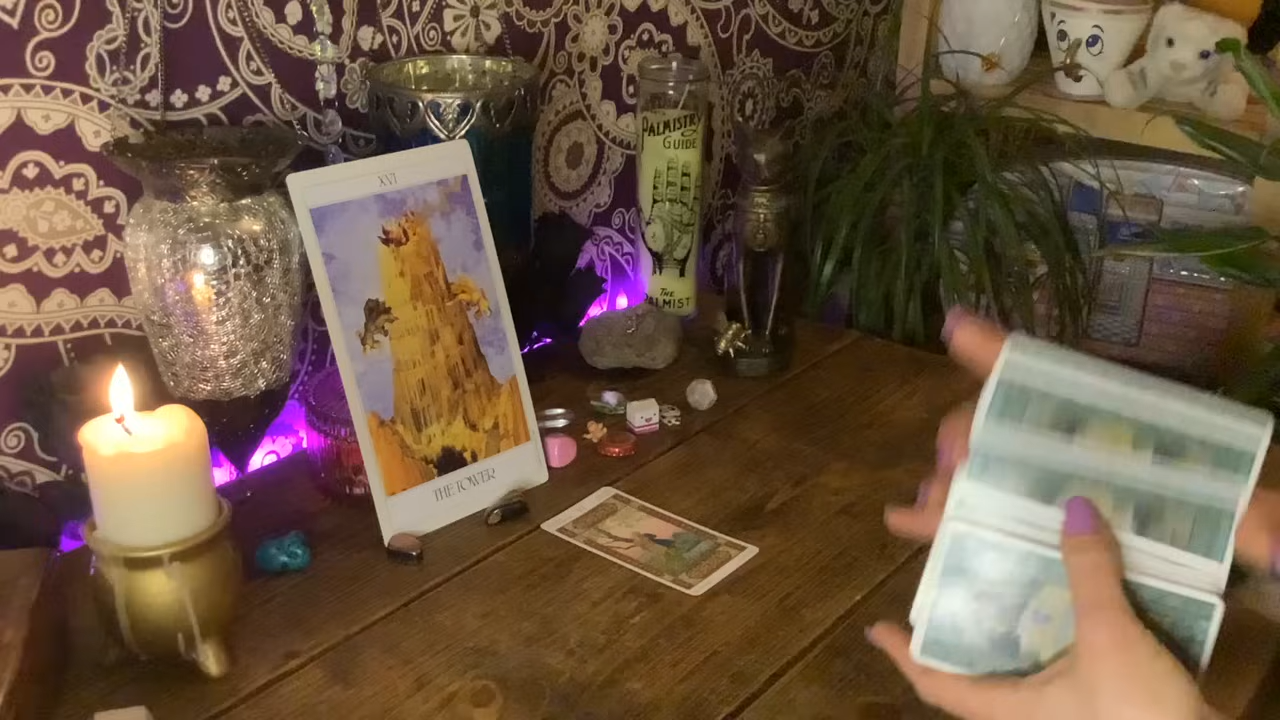 XVI
THE TOWER
PALMISTRY
GUIDE
THE
PALMIST